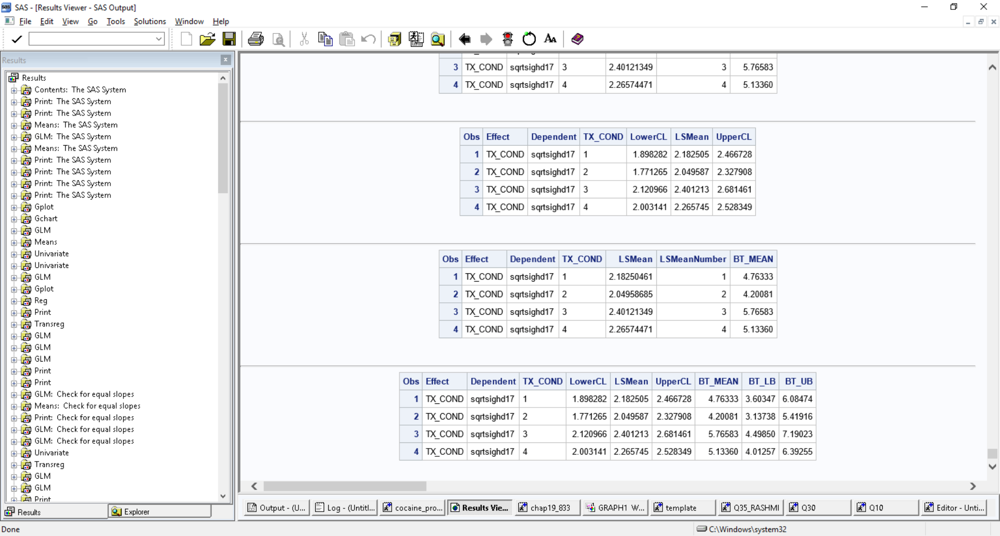 SAS - [Results Viewer - SAS Output]
File Edit View Go Tools Solutions Window Help
Results
Results
Contents: The SAS System
Print: The SAS System
Print: The SAS System
Means: The SAS System
GLM: The SAS System
Means: The SAS System
Print: The SAS System
Print: The SAS System
Print: The SAS System
Print: The SAS System
Gplot
Gchart
GLM
Means
Univariate
Univariate
GLM
Gplot
Reg
Print
Transreg
GLM
GLM
GLM
Print
Print
GLM: Check for equal slopes
Means: Check for equal slopes
Print: Check for equal slopes
GLM: Check for equal slopes
GLM: Check for equal slopes
Univariate
Transreg
GLM
GLM
Print
Results Explorer
3 TX_COND sqrtsighd17 3 2.40121349 3 5.76583
4 TX_COND sqrtsighd17 4 2.26574471 4 5.13360
Obs Effect Dependent TX_COND LowerCL LSMean UpperCL
1 TX_COND sqrtsighd17 1 1.898282 2.182505 2.466728
2 TX_COND sqrtsighd17 2 1.771265 2.049587 2.327908
3 TX_COND sqrtsighd17 3 2.120966 2.401213 2.681461
4 TX_COND sqrtsighd17 4 2.003141 2.265745 2.528349
Obs Effect Dependent TX_COND LSMean LSMeanNumber BT_MEAN
1 TX_COND sqrtsighd17 1 2.18250461 1 4.76333
2 TX_COND sqrtsighd17 2 2.04958685 2 4.20081
3 TX_COND sqrtsighd17 3 2.40121349 3 5.76583
4 TX_COND sqrtsighd17 4 2.26574471 4 5.13360
Obs Effect Dependent TX_COND LowerCL LSMean UpperCL BT_MEAN BT_LB BT_UB
1 TX_COND sqrtsighd17 1 1.898282 2.182505 2.466728 4.76333 3.60347 6.08474
2 TX_COND sqrtsighd17 2 1.771265 2.049587 2.327908 4.20081 3.13738 5.41916
3 TX_COND sqrtsighd17 3 2.120966 2.401213 2.681461 5.76583 4.49850 7.19023
4 TX_COND sqrtsighd17 4 2.003141 2.265745 2.528349 5.13360 4.01257 6.39255
Output - (U... Log - (Untitl... cocaine_pro... Results Vie... chap19_833 GRAPH1 W... template Q35_RASHMI Q30 Q10 Editor - Unti...
Done C:\Windows\system32